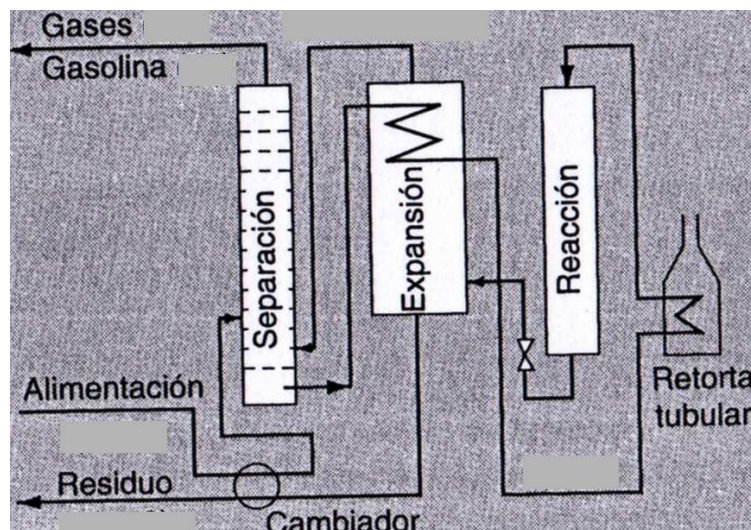 Gases
Gasolina
Separación
Expansión
Reacción
Alimentación
Retorta
tubular
Residuo
Cambiador